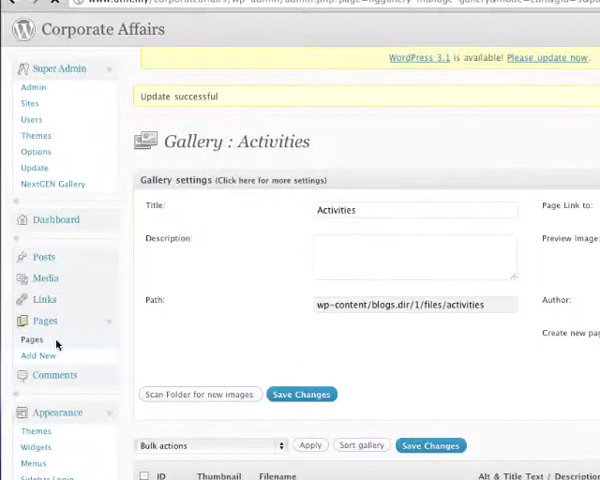 Corporate Affairs
WordPress 3.1 is available! Please update now.
Super Admin
Admin
Sites
Users
Themes
Options
Update
NextGEN Gallery
Dashboard
Posts
Media
Links
Pages
Pages
Add New
Comments
Appearance
Themes
Widgets
Menus
Update successful
Gallery : Activities
Gallery settings (Click here for more settings)
Title:
Activities
Page Link to:
Description:
Preview image:
Path:
wp-content/blogs.dir/1/files/activities
Author:
Create new pag
Scan Folder for new images
Save Changes
Bulk actions
Apply
Sort gallery
Save Changes
ID
Thumbnail
Filename
Alt & Title Text / Description